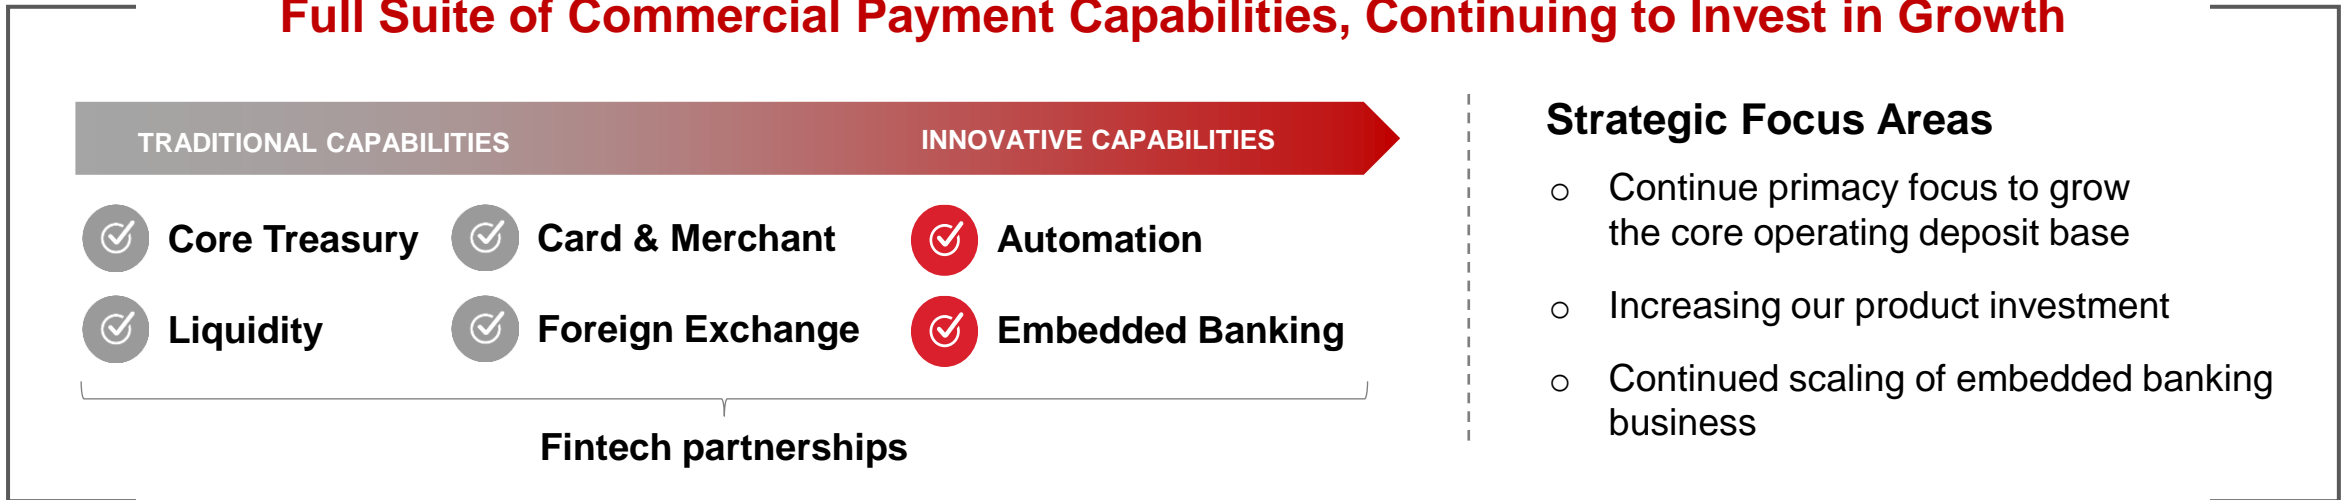 Full Suite of Commercial Payment Capabilities, Continuing to Invest in Growth
TRADITIONAL CAPABILITIES
INNOVATIVE CAPABILITIES
Core Treasury
Card & Merchant
Automation
Liquidity
Foreign Exchange
Embedded Banking
Fintech partnerships
Strategic Focus Areas
Continue primacy focus to grow
the core operating deposit base
Increasing our product investment
Continued scaling of embedded banking
business